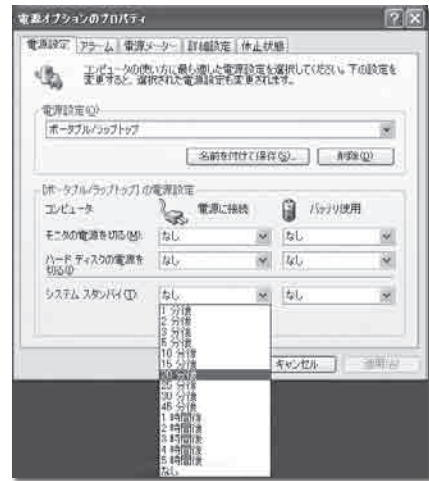 電源オプションのプロパティ
電源設定 アラーム 電源メーター 詳細設定 休止状態
コンピュータの使い方に最も適した電源設定を選択してください。下の設定を
変更すると、選択された電源設定も変更されます。
電源設定(O)
ポータブル/ラップトップ
名前を付けて保存(S)... 削除(D)
[ポータブル/ラップトップ] の電源設定
コンピュータ 電源に接続 バッテリ使用
モニタの電源を切る(M): なし なし
ハード ディスクの電源を なし なし
切る(I):
システム スタンバイ(T): なし なし
1 分後
2 分後
3 分後
5 分後
10 分後
15 分後
20 分後
25 分後
30 分後
45 分後
1 時間後
2 時間後
3 時間後
4 時間後
5 時間後
なし
キャンセル 適用(A)